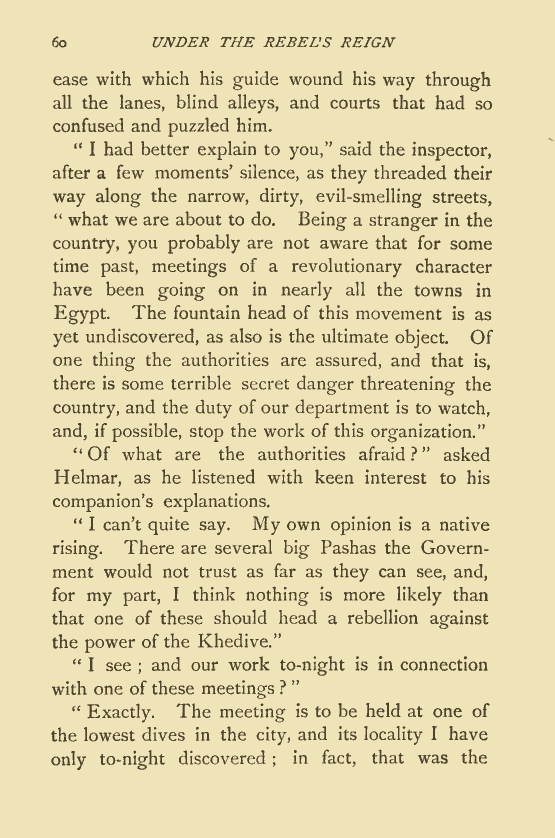 60 UNDER THE REBEL'S REIGN
ease with which his guide wound his way through
all the lanes, blind alleys, and courts that had so
confused and puzzled him.
“ I had better explain to you,” said the inspector,
after a few moments' silence, as they threaded their
way along the narrow, dirty, evil-smelling streets,
“ what we are about to do. Being a stranger in the
country, you probably are not aware that for some
time past, meetings of a revolutionary character
have been going on in nearly all the towns in
Egypt. The fountain head of this movement is as
yet undiscovered, as also is the ultimate object. Of
one thing the authorities are assured, and that is,
there is some terrible secret danger threatening the
country, and the duty of our department is to watch,
and, if possible, stop the work of this organization.”
“ Of what are the authorities afraid ? ” asked
Helmar, as he listened with keen interest to his
companion's explanations.
“ I can't quite say. My own opinion is a native
rising. There are several big Pashas the Govern-
ment would not trust as far as they can see, and,
for my part, I think nothing is more likely than
that one of these should head a rebellion against
the power of the Khedive.”
“ I see ; and our work to-night is in connection
with one of these meetings ? ”
“ Exactly. The meeting is to be held at one of
the lowest dives in the city, and its locality I have
only to-night discovered ; in fact, that was the